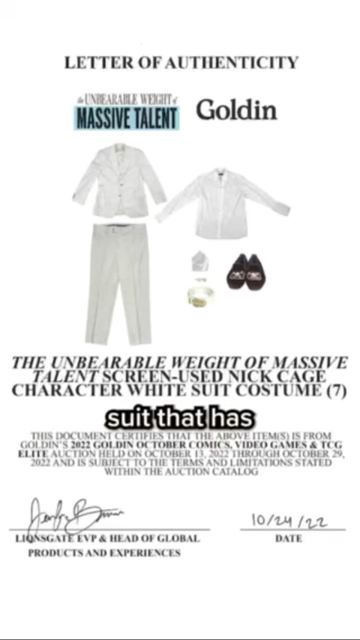 LETTER OF AUTHENTICITY
the UNBEARABLE WEIGHT of
MASSIVE TALENT
Goldin
THE UNBEARABLE WEIGHT OF MASSIVE
TALENT SCREEN-USED NICK CAGE
CHARACTER WHITE SUIT COSTUME (7)
suit that has
THIS DOCUMENT CERTIFIES THAT THE ABOVE ITEM(S) IS FROM
GOLDIN'S 2022 GOLDIN OCTOBER COMICS, VIDEO GAMES & TCG
ELITE AUCTION HELD ON OCTOBER 13, 2022 THROUGH OCTOBER 29,
2022 AND IS SUBJECT TO THE TERMS AND LIMITATIONS STATED
WITHIN THE AUCTION CATALOG
10/24/22
LIONSGATE EVP & HEAD OF GLOBAL
PRODUCTS AND EXPERIENCES
DATE